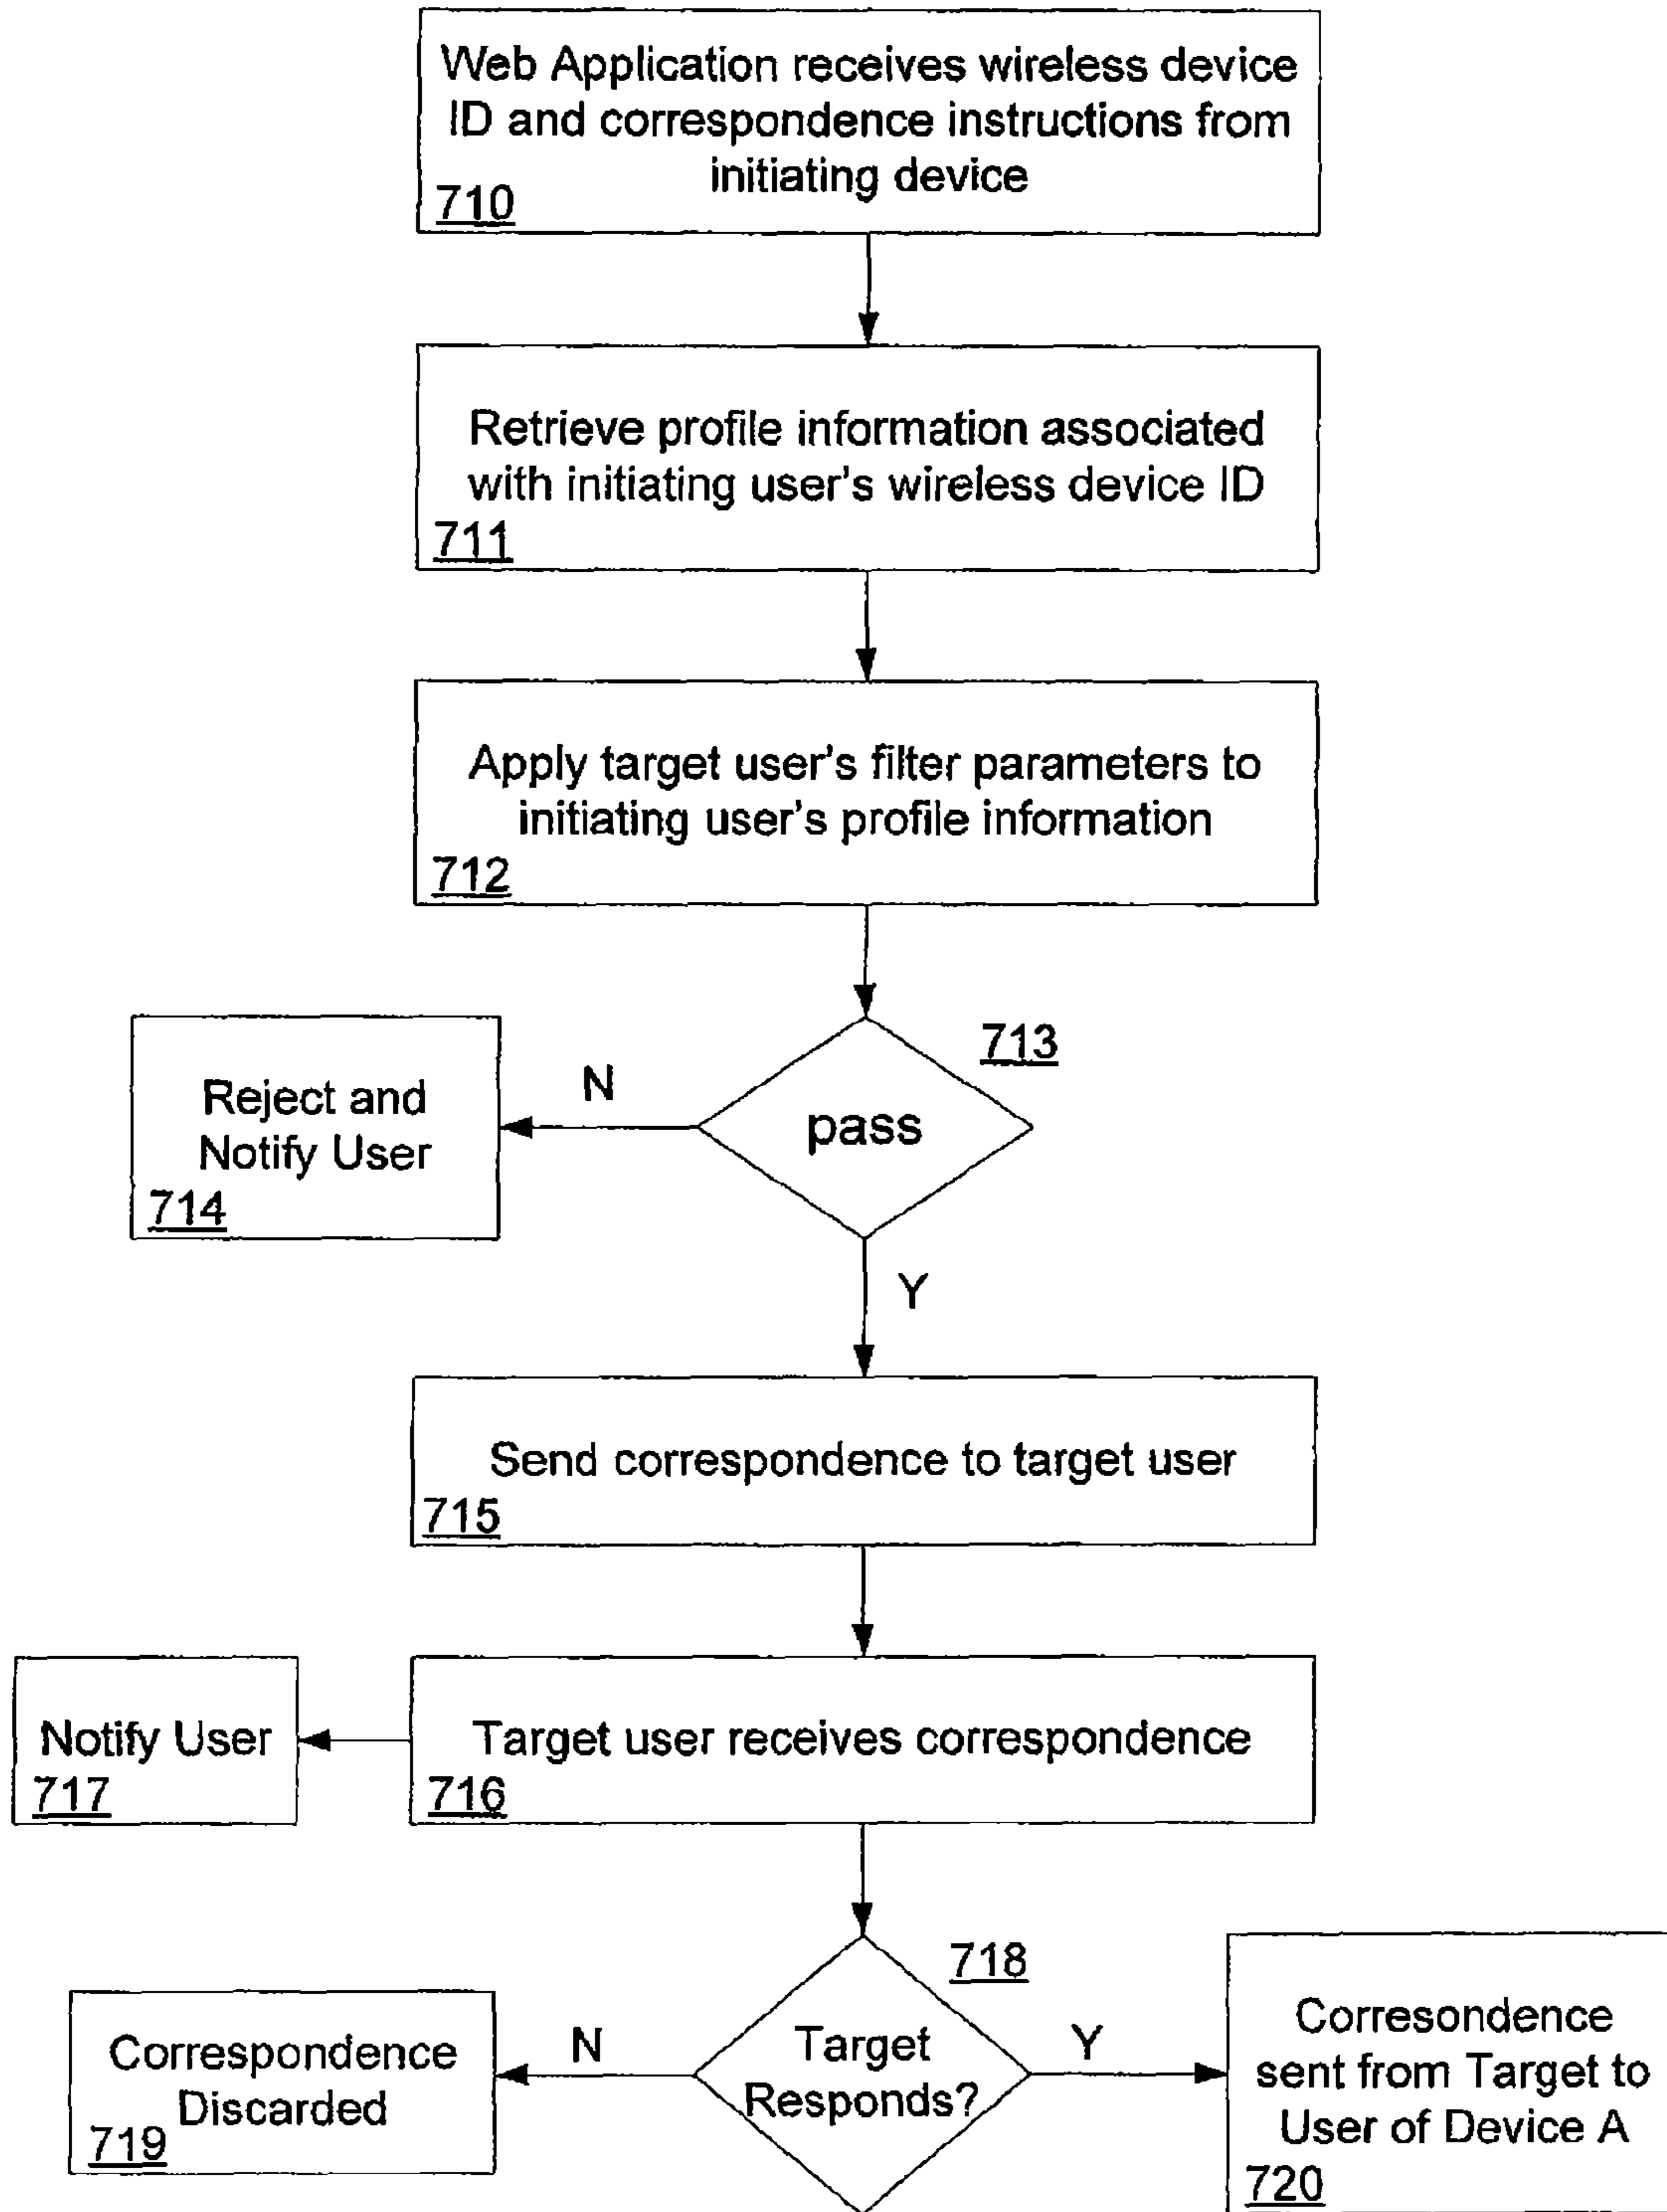 Web Application receives wireless device
ID and correspondence instructions from
initiating device
710
Retrieve profile information associated
with initiating user's wireless device ID
711
Apply target user's filter parameters to
initiating user's profile information
712
713
pass
N
Reject and
Notify User
714
Y
Send correspondence to target user
715
Target user receives correspondence
716
Notify User
717
718
Target
Responds?
N
Correspondence
Discarded
719
Y
Corresondence
sent from Target to
User of Device A
720